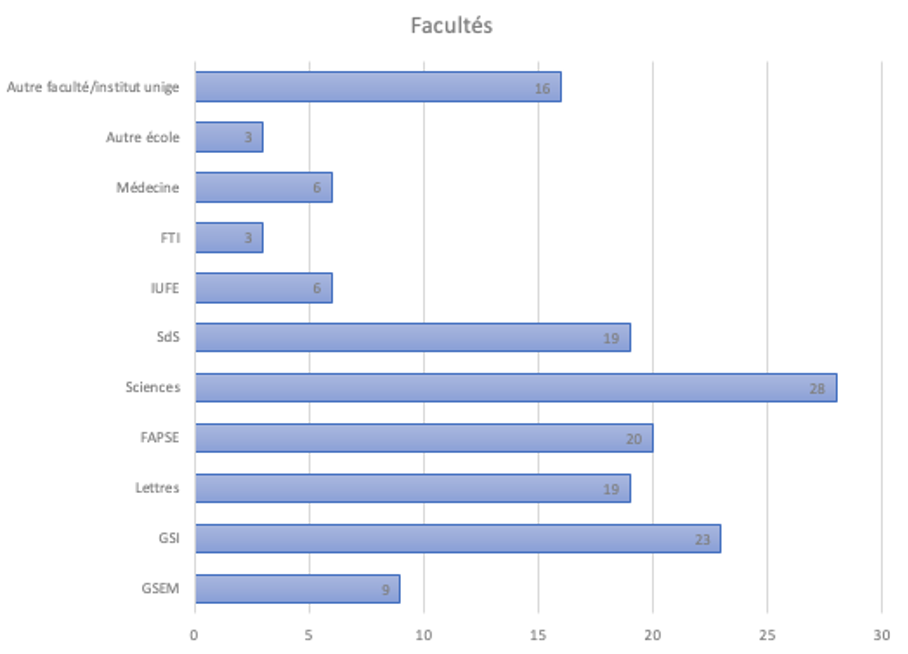 Facultés
Autre faculté/institut unige 16
Autre école 3
Médecine 6
FTI 3
IUFE 6
SdS 19
Sciences 28
FAPSE 20
Lettres 19
GSI 23
GSEM 9
0 5 10 15 20 25 30